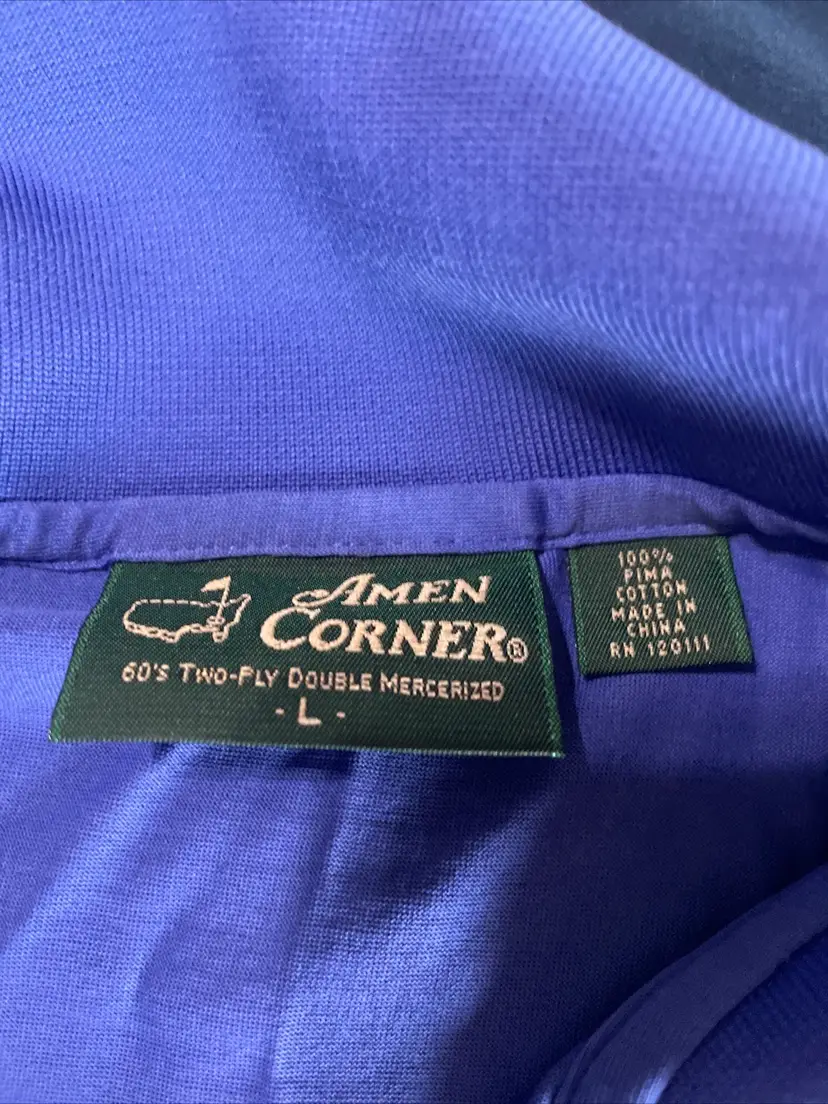 AMEN
CORNER®
60'S TWO-PLY DOUBLE MERCERIZED
- L -
100%
PIMA
COTTON
MADE IN
CHINA
RN 120111